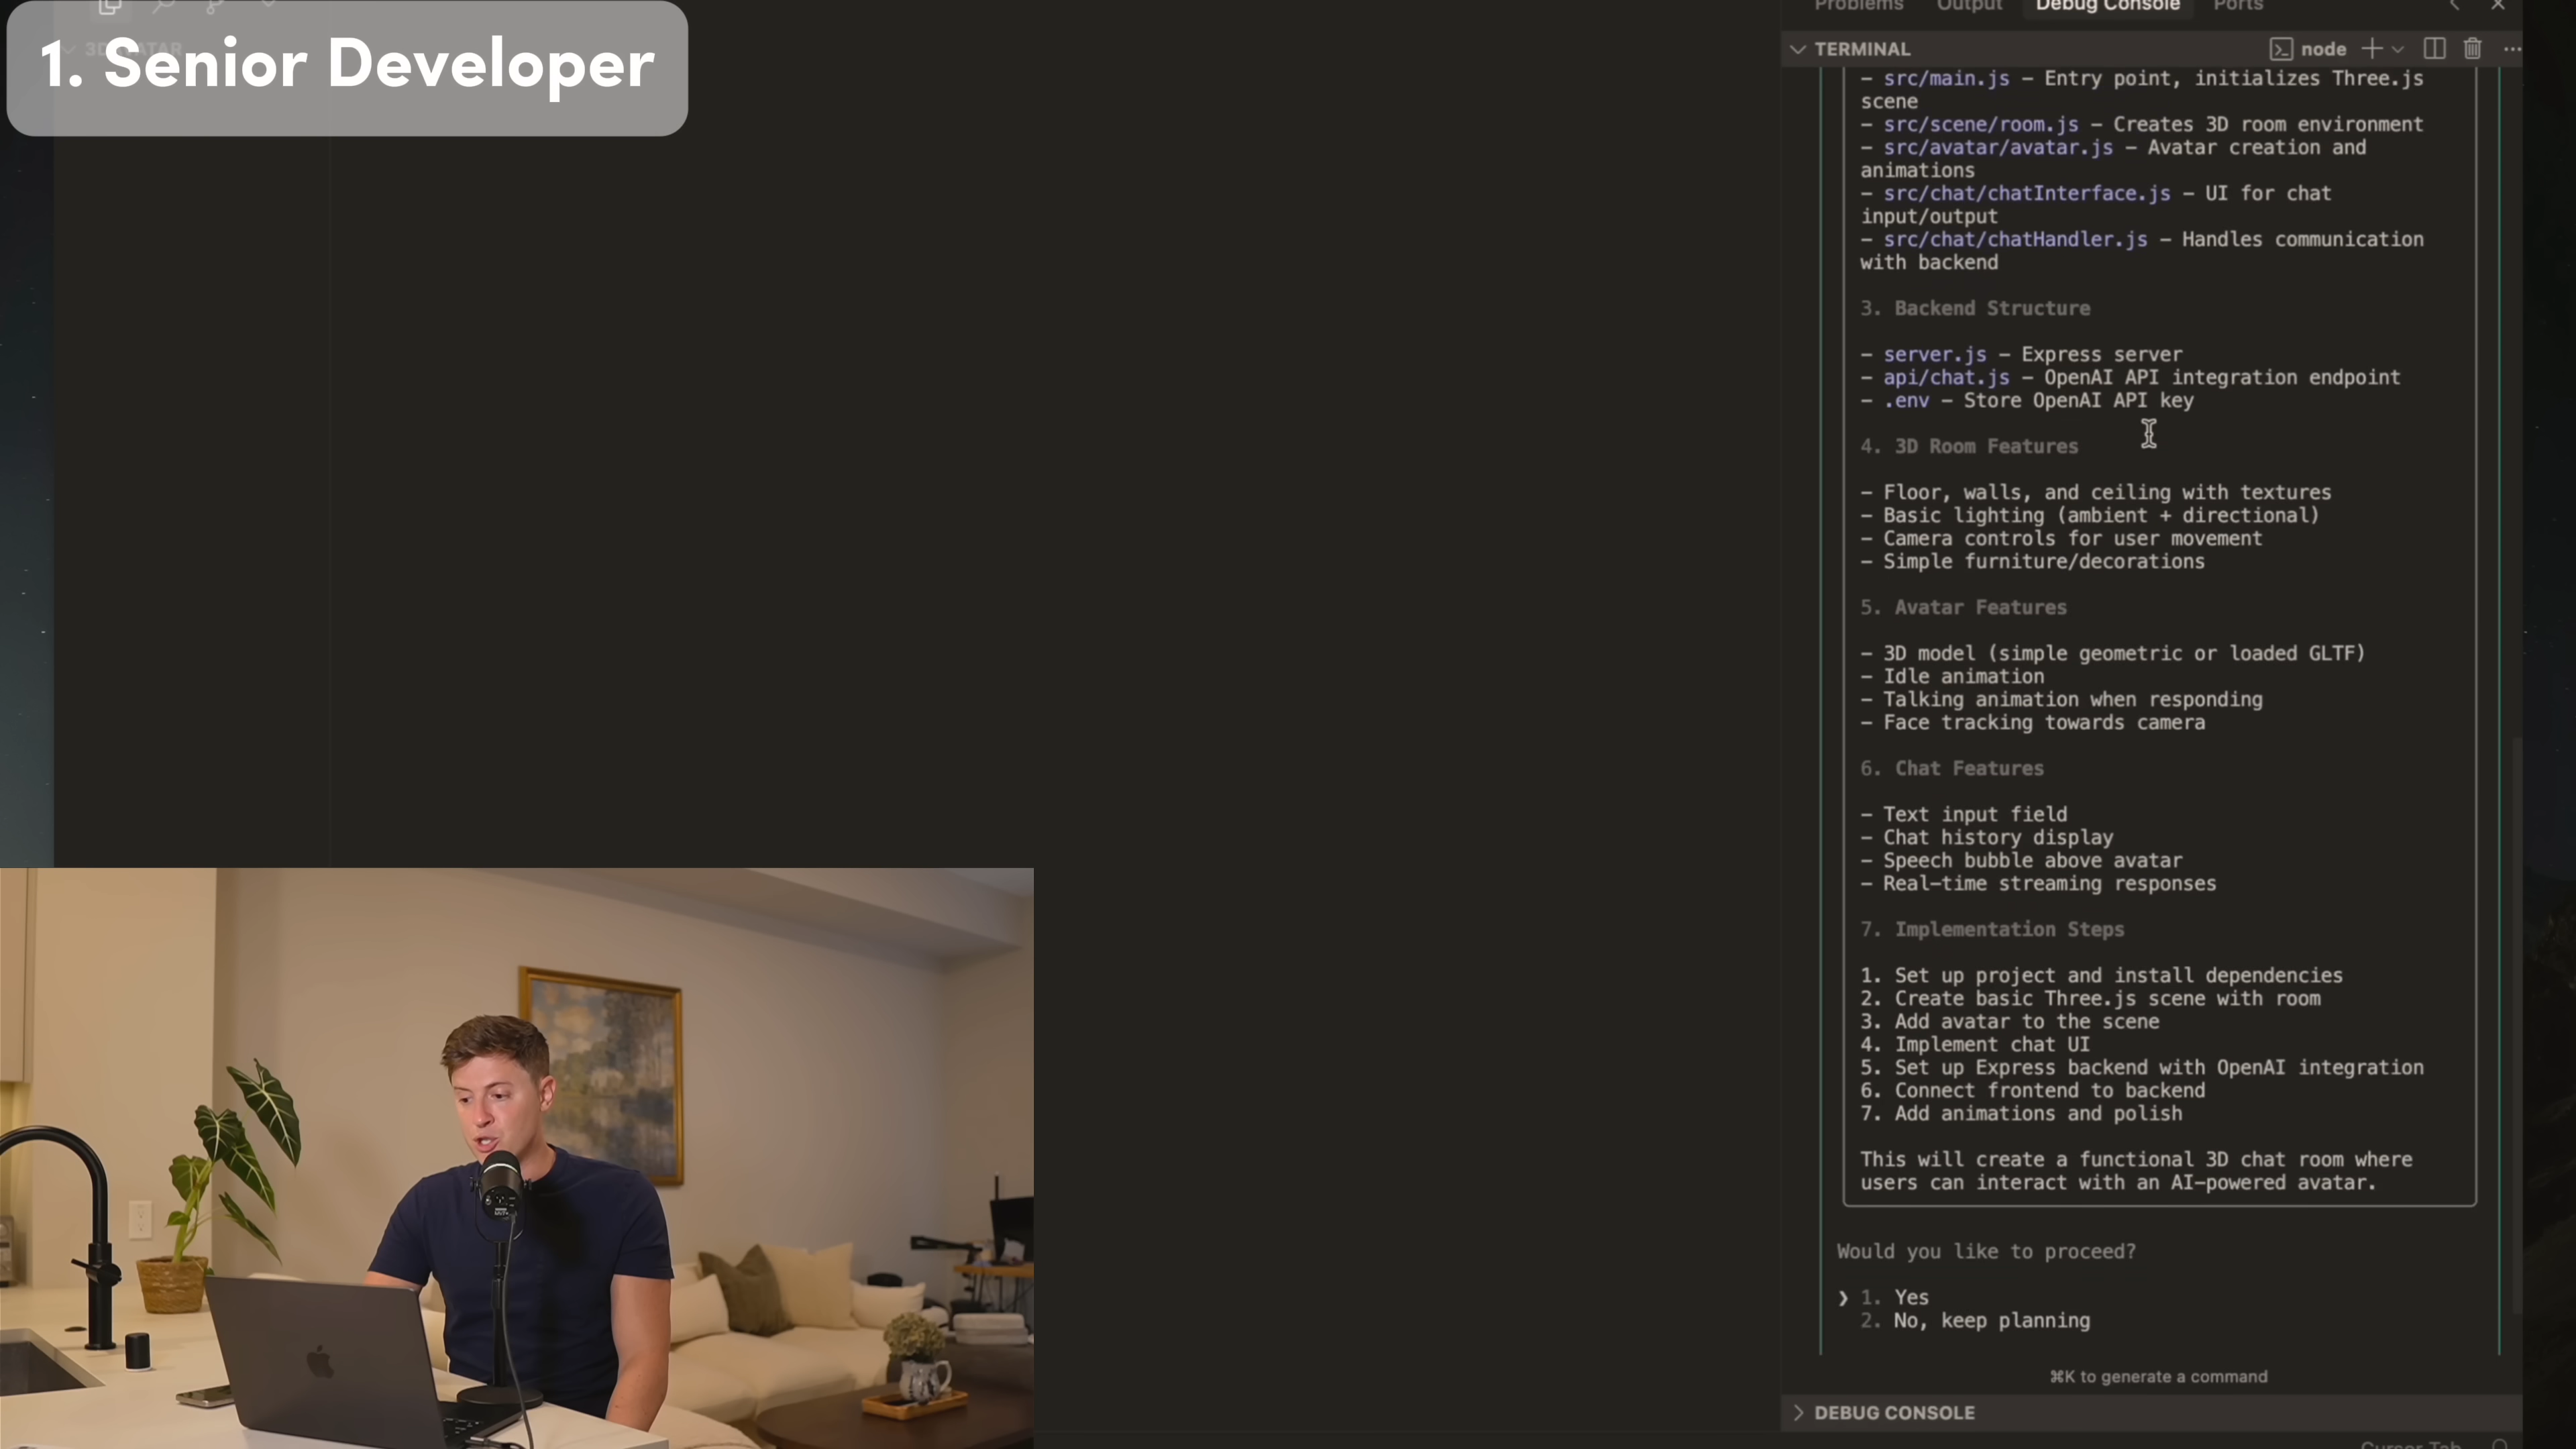 1. Senior Developer
3D AVATAR
Problems Output Debug Console Ports
TERMINAL
node
- src/main.js - Entry point, initializes Three.js
scene
- src/scene/room.js - Creates 3D room environment
- src/avatar/avatar.js - Avatar creation and
animations
- src/chat/chatInterface.js - UI for chat
input/output
- src/chat/chatHandler.js - Handles communication
with backend
3. Backend Structure
- server.js - Express server
- api/chat.js - OpenAI API integration endpoint
- .env - Store OpenAI API key
4. 3D Room Features
- Floor, walls, and ceiling with textures
- Basic lighting (ambient + directional)
- Camera controls for user movement
- Simple furniture/decorations
5. Avatar Features
- 3D model (simple geometric or loaded GLTF)
- Idle animation
- Talking animation when responding
- Face tracking towards camera
6. Chat Features
- Text input field
- Chat history display
- Speech bubble above avatar
- Real-time streaming responses
7. Implementation Steps
1. Set up project and install dependencies
2. Create basic Three.js scene with room
3. Add avatar to the scene
4. Implement chat UI
5. Set up Express backend with OpenAI integration
6. Connect frontend to backend
7. Add animations and polish
This will create a functional 3D chat room where
users can interact with an AI-powered avatar.
Would you like to proceed?
❯ 1. Yes
2. No, keep planning
⌘K to generate a command
DEBUG CONSOLE
Cursor Tab